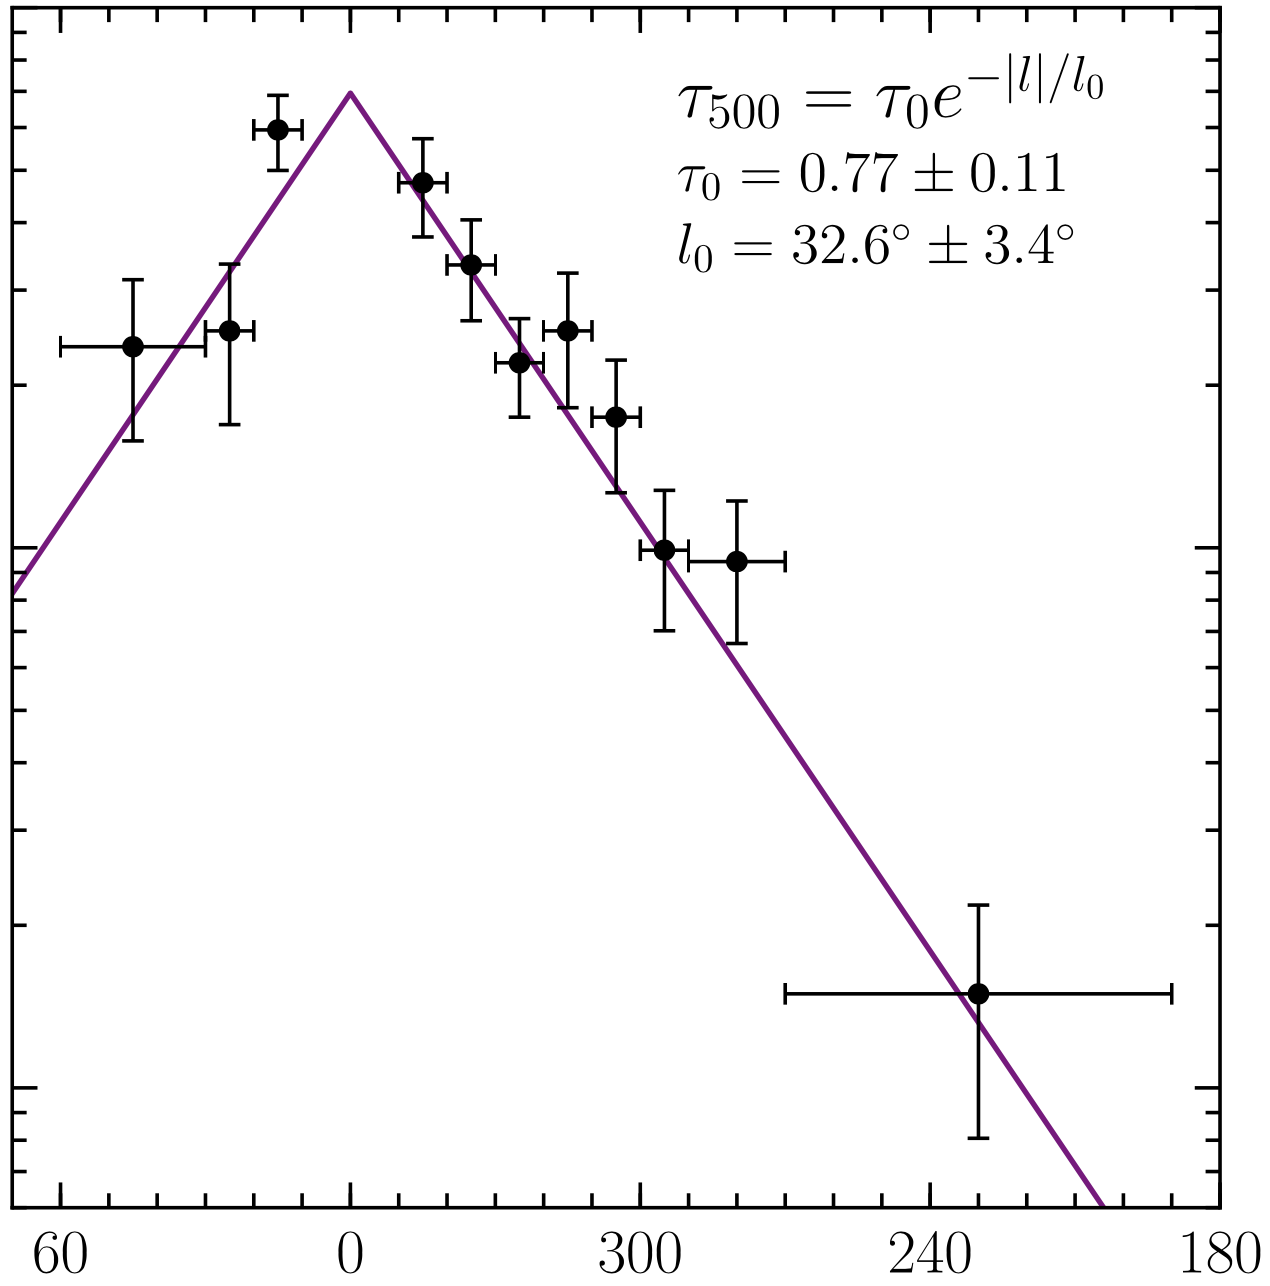 τ₅₀₀ = τ₀e^{−|l|/l₀}
τ₀ = 0.77 ± 0.11
l₀ = 32.6° ± 3.4°
60 0 300 240 180